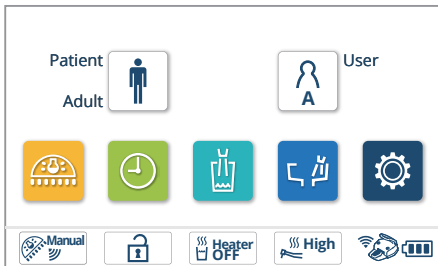 Patient
User
Adult
A
Manual
Heater
OFF
High